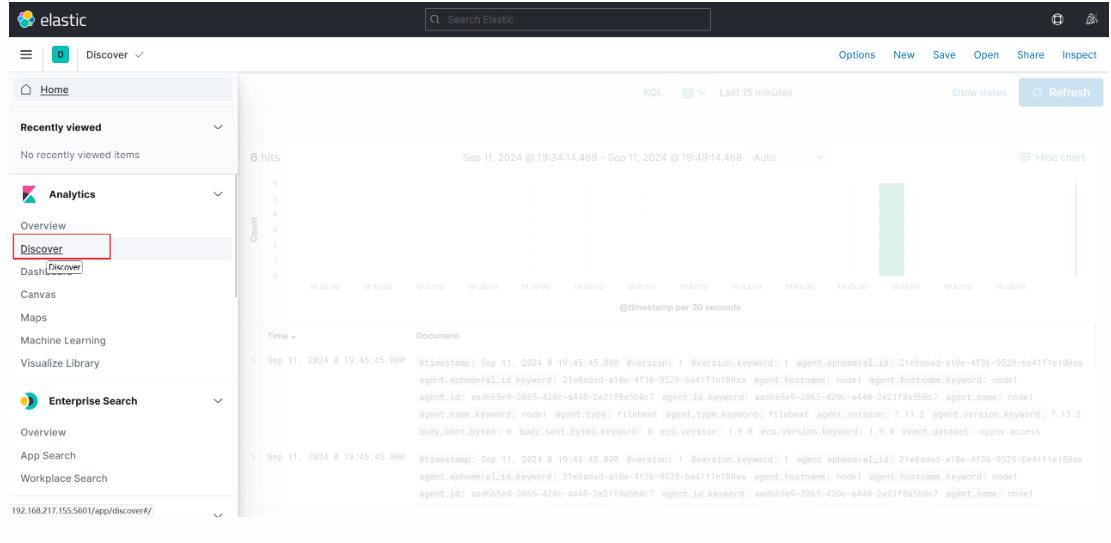 elastic
Search Elastic
Discover
Options New Save Open Share Inspect
Home
KQL Last 15 minutes Show dates Refresh
Recently viewed
No recently viewed items
6 hits
Sep 11, 2024 @ 19:34:14.468 - Sep 11, 2024 @ 19:49:14.468 Auto
Hide chart
Analytics
Overview
Discover
Discover
Dashboard
Canvas
Maps
Machine Learning
Visualize Library
Count
6
5
4
3
2
1
0
19:35:00 19:36:00 19:37:00 19:38:00 19:39:00 19:40:00 19:41:00 19:42:00 19:43:00 19:44:00 19:45:00 19:46:00 19:47:00 19:48:00
@timestamp per 30 seconds
Time Document
Sep 11, 2024 @ 19:45:45.000 @timestamp: Sep 11, 2024 @ 19:45:45.000 @version: 1 @version.keyword: 1 agent.ephemeral_id: 21e0adad-a10e-4f36-9529-6e41f1e180aa
agent.ephemeral_id.keyword: 21e0adad-a10e-4f36-9529-6e41f1e180aa agent.hostname: node1 agent.hostname.keyword: node1
agent.id: aad665e9-2065-420c-a440-2e21f8a5b0c7 agent.id.keyword: aad665e9-2065-420c-a440-2e21f8a5b0c7 agent.name: node1
agent.name.keyword: node1 agent.type: filebeat agent.type.keyword: filebeat agent.version: 7.13.2 agent.version.keyword: 7.13.2
body_sent_bytes: 0 body_sent_bytes.keyword: 0 ecs.version: 1.9.0 ecs.version.keyword: 1.9.0 event.dataset: nginx.access
Enterprise Search
Overview
App Search
Workplace Search
Sep 11, 2024 @ 19:45:45.000 @timestamp: Sep 11, 2024 @ 19:45:45.000 @version: 1 @version.keyword: 1 agent.ephemeral_id: 21e0adad-a10e-4f36-9529-6e41f1e180aa
agent.ephemeral_id.keyword: 21e0adad-a10e-4f36-9529-6e41f1e180aa agent.hostname: node1 agent.hostname.keyword: node1
agent.id: aad665e9-2065-420c-a440-2e21f8a5b0c7 agent.id.keyword: aad665e9-2065-420c-a440-2e21f8a5b0c7 agent.name: node1
192.168.217.155:5601/app/discover#/